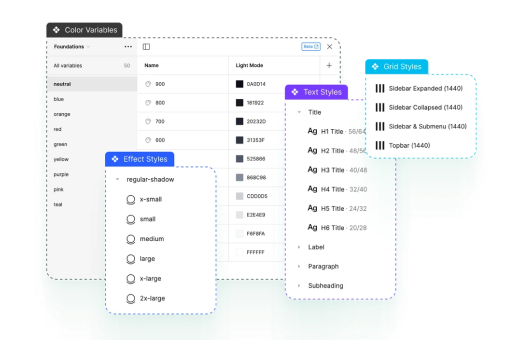 Color Variables
Foundations
Beta
All variables 50
Name
Light Mode
neutral
blue
orange
red
green
yellow
purple
pink
teal
900 0A0D14
800 161922
700 20232D
600 31353F
525866
868C98
CDD0D5
E2E4E9
F6F8FA
FFFFFF
Effect Styles
regular-shadow
x-small
small
medium
large
x-large
2x-large
Text Styles
Title
Ag H1 Title · 56/64
Ag H2 Title · 48/56
Ag H3 Title · 40/48
Ag H4 Title · 32/40
Ag H5 Title · 24/32
Ag H6 Title · 20/28
Label
Paragraph
Subheading
Grid Styles
Sidebar Expanded (1440)
Sidebar Collapsed (1440)
Sidebar & Submenu (1440)
Topbar (1440)